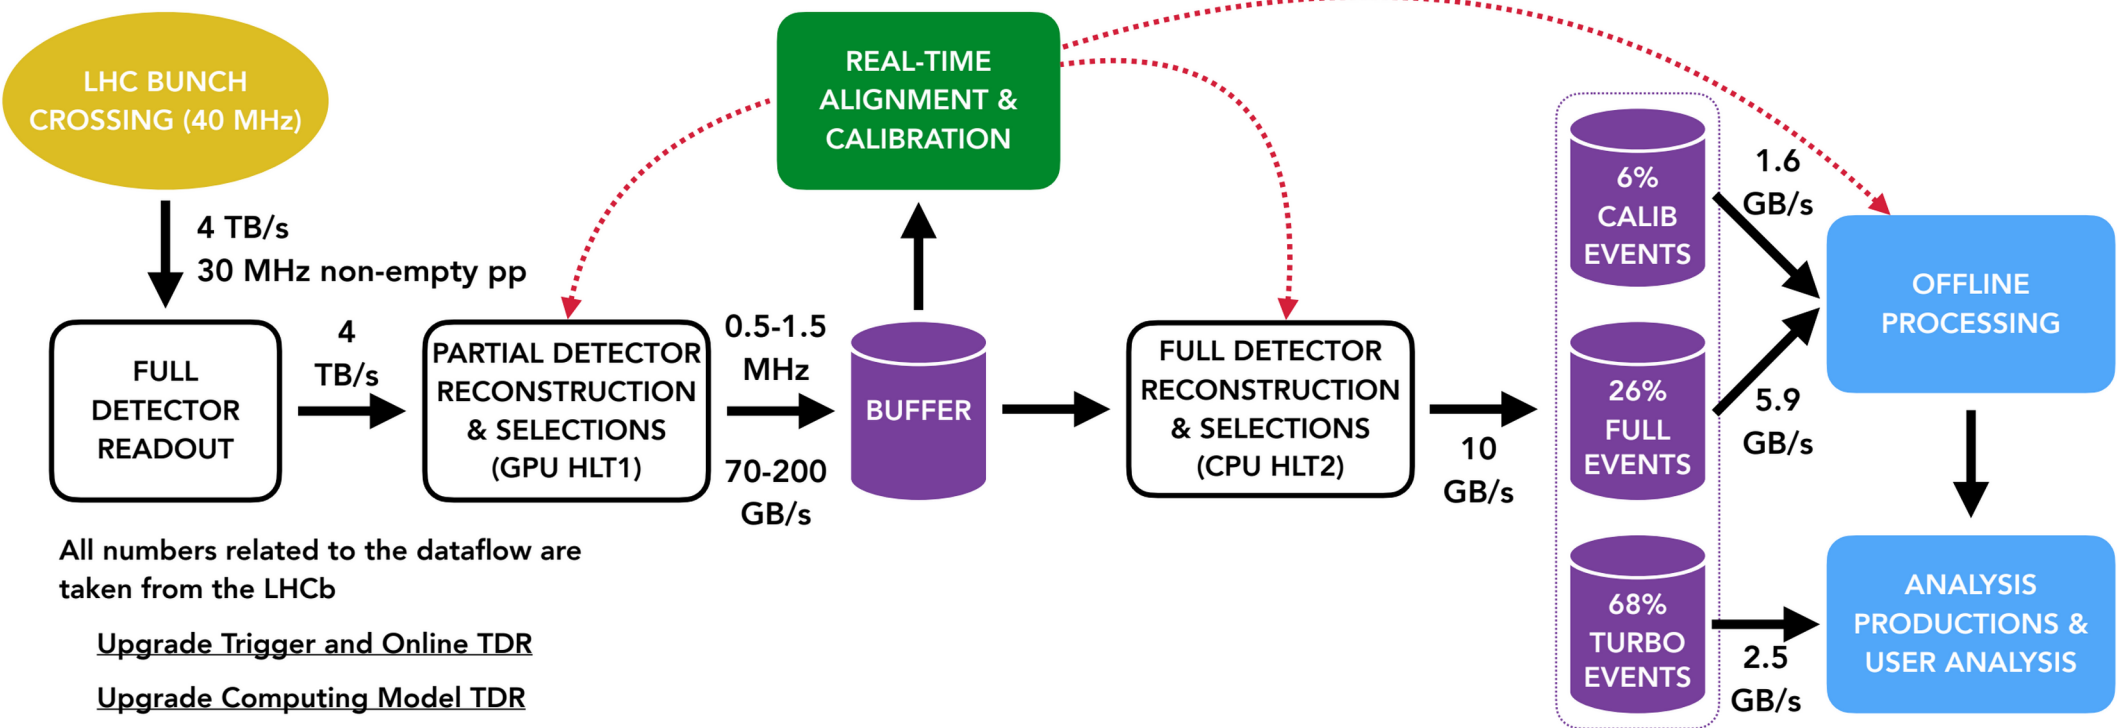 LHC BUNCH
CROSSING (40 MHz)
4 TB/s
30 MHz non-empty pp
FULL
DETECTOR
READOUT
4
TB/s
PARTIAL DETECTOR
RECONSTRUCTION
& SELECTIONS
(GPU HLT1)
0.5-1.5
MHz
70-200
GB/s
BUFFER
REAL-TIME
ALIGNMENT &
CALIBRATION
FULL DETECTOR
RECONSTRUCTION
& SELECTIONS
(CPU HLT2)
10
GB/s
6%
CALIB
EVENTS
26%
FULL
EVENTS
68%
TURBO
EVENTS
1.6
GB/s
5.9
GB/s
2.5
GB/s
OFFLINE
PROCESSING
ANALYSIS
PRODUCTIONS &
USER ANALYSIS
All numbers related to the dataflow are
taken from the LHCb
Upgrade Trigger and Online TDR
Upgrade Computing Model TDR